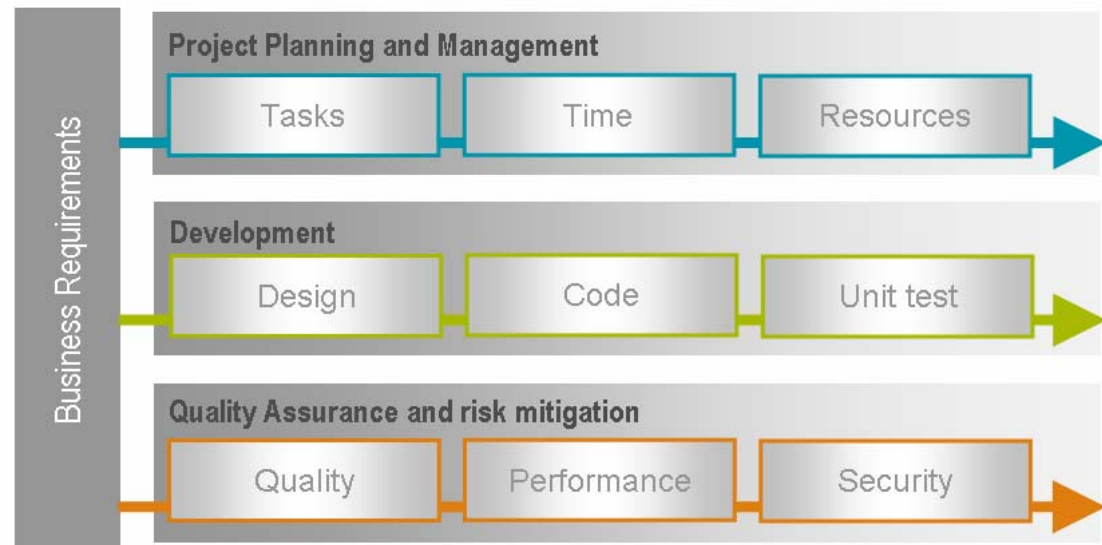 Business Requirements
Project Planning and Management
Tasks
Time
Resources
Development
Design
Code
Unit test
Quality Assurance and risk mitigation
Quality
Performance
Security